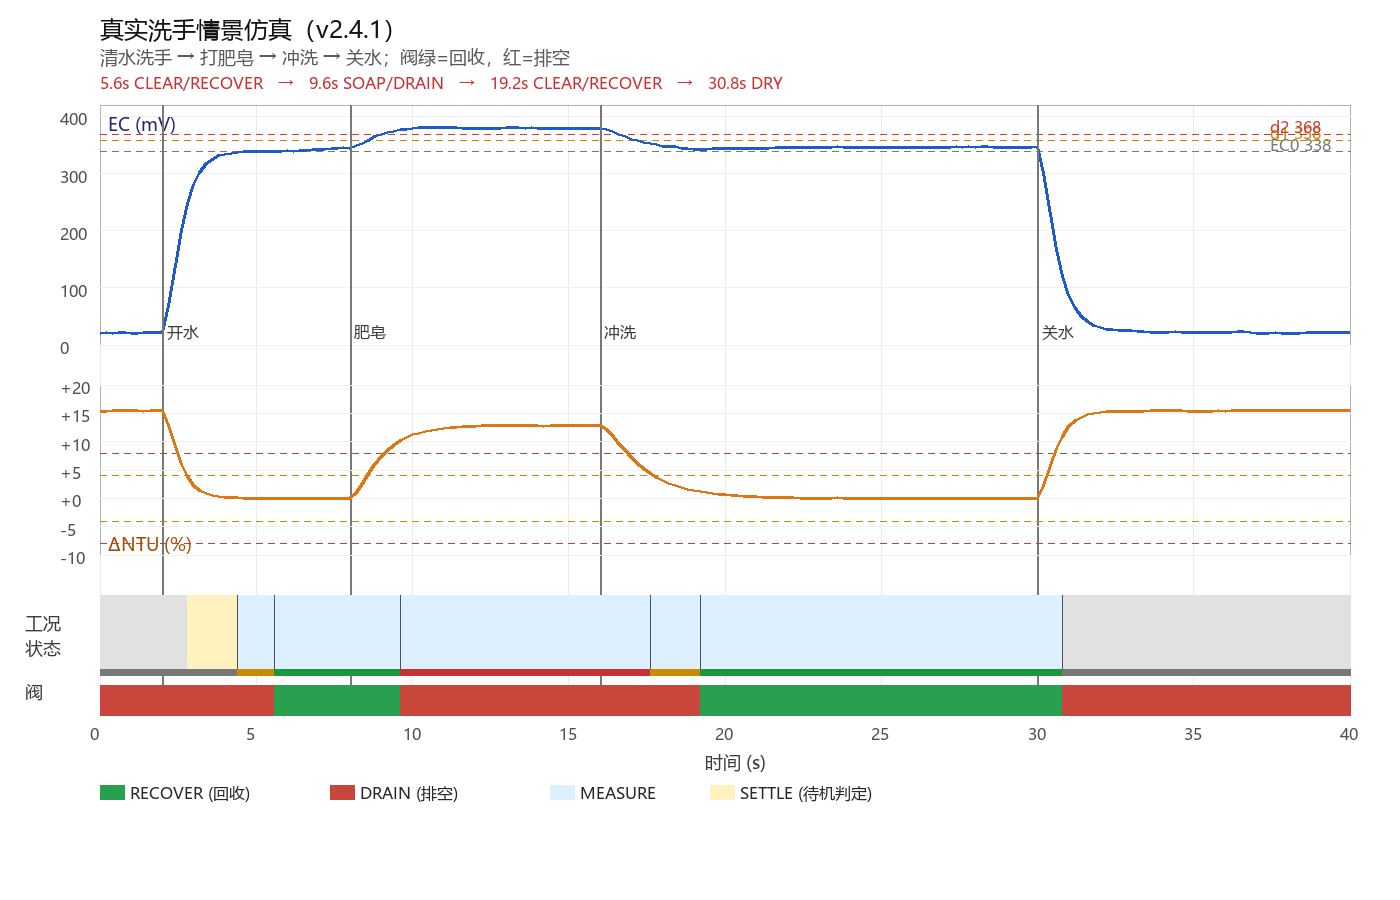 真实洗手情景仿真（v2.4.1）
清水洗手 → 打肥皂 → 冲洗 → 关水；阀绿=回收，红=排空
5.6s CLEAR/RECOVER → 9.6s SOAP/DRAIN → 19.2s CLEAR/RECOVER → 30.8s DRY
EC (mV)
400
300
200
100
0
d2 368
d1 358
EC0 338
开水
肥皂
冲洗
关水
+20
+15
+10
+5
+0
-5
-10
ΔNTU (%)
工况
状态
阀
0 5 10 15 20 25 30 35 40
时间 (s)
RECOVER (回收) DRAIN (排空) MEASURE SETTLE (待机判定)